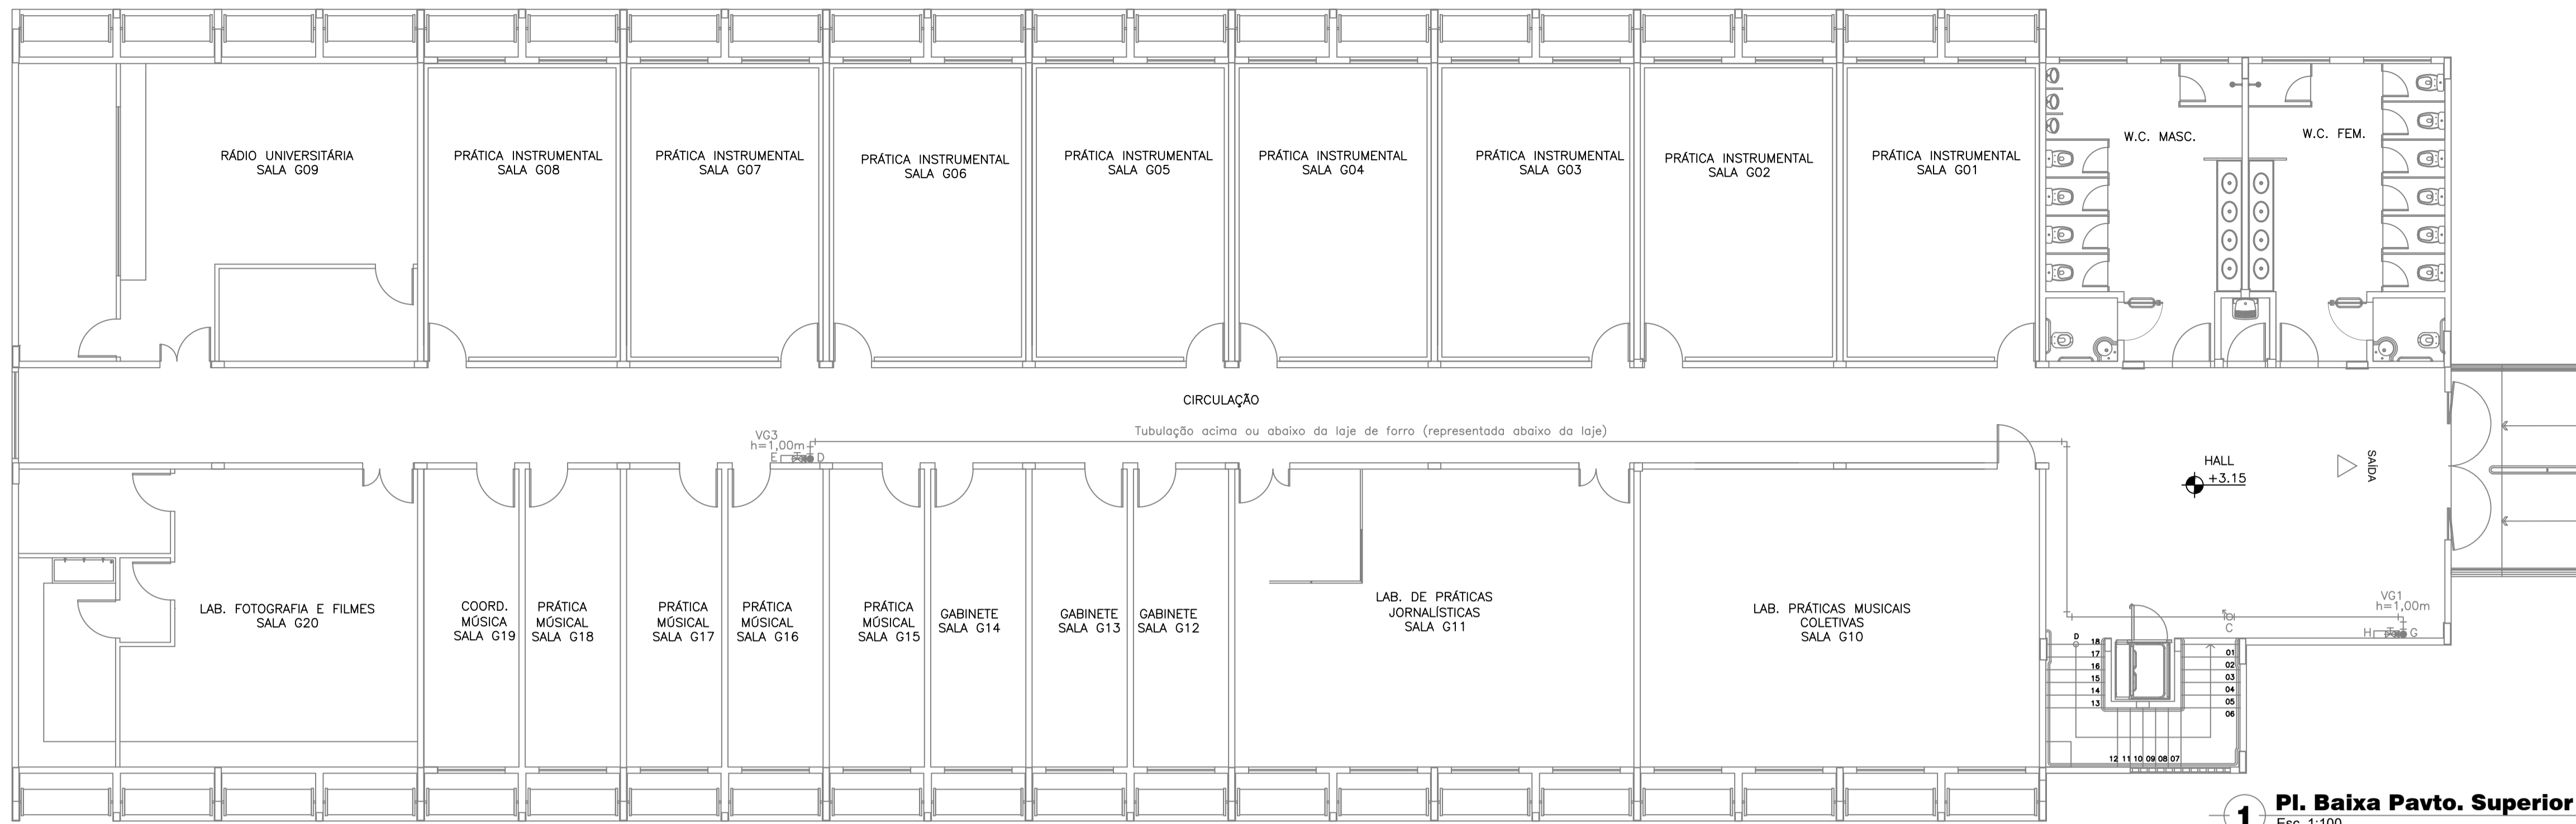 RÁDIO UNIVERSITÁRIA
SALA G09
PRÁTICA INSTRUMENTAL
SALA G08
PRÁTICA INSTRUMENTAL
SALA G07
PRÁTICA INSTRUMENTAL
SALA G06
PRÁTICA INSTRUMENTAL
SALA G05
PRÁTICA INSTRUMENTAL
SALA G04
PRÁTICA INSTRUMENTAL
SALA G03
PRÁTICA INSTRUMENTAL
SALA G02
PRÁTICA INSTRUMENTAL
SALA G01
W.C. MASC.
W.C. FEM.
CIRCULAÇÃO
Tubulação acima ou abaixo da laje de forro (representada abaixo da laje)
VG3
h=1,00m
E
D
HALL
+3.15
SAÍDA
LAB. FOTOGRAFIA E FILMES
SALA G20
COORD.
MÚSICA
SALA G19
PRÁTICA
MÚSICAL
SALA G18
PRÁTICA
MÚSICAL
SALA G17
PRÁTICA
MÚSICAL
SALA G16
PRÁTICA
MÚSICAL
SALA G15
GABINETE
SALA G14
GABINETE
SALA G13
GABINETE
SALA G12
LAB. DE PRÁTICAS
JORNALÍSTICAS
SALA G11
LAB. PRÁTICAS MUSICAIS
COLETIVAS
SALA G10
VG1
h=1,00m
C
H
G
D
18
17
16
15
14
13
12 11 10 09 08 07
01
02
03
04
05
06
1
Pl. Baixa Pavto. Superior
Esc. 1:100